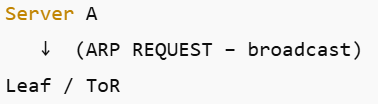 Server A
↓ (ARP REQUEST – broadcast)
Leaf / ToR